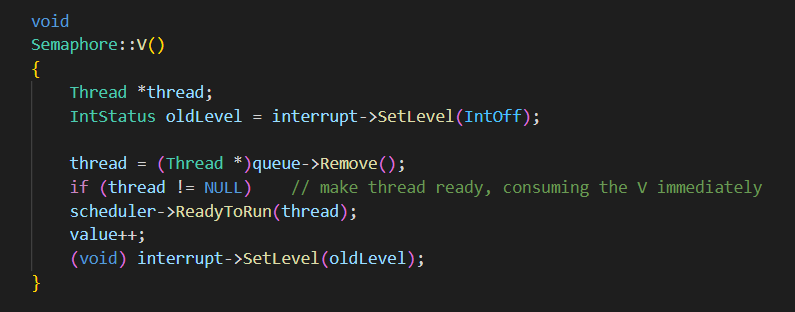 void
Semaphore::V()
{
    Thread *thread;
    IntStatus oldLevel = interrupt->SetLevel(IntOff);

    thread = (Thread *)queue->Remove();
    if (thread != NULL)    // make thread ready, consuming the V immediately
    scheduler->ReadyToRun(thread);
    value++;
    (void) interrupt->SetLevel(oldLevel);
}